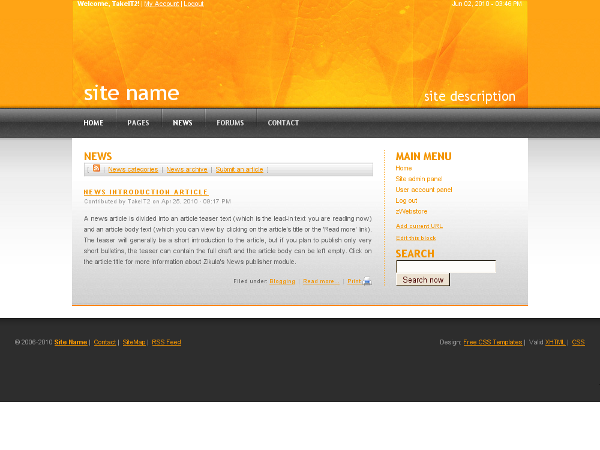 Welcome, TakeIT2! | My Account | Logout
Jun 02, 2010 - 03:46 PM
site name
site description
HOME PAGES NEWS FORUMS CONTACT
NEWS
| News categories | News archive | Submit an article |
NEWS INTRODUCTION ARTICLE
Contributed by TakeIT2 on Apr 25, 2010 - 09:17 PM
A news article is divided into an article teaser text (which is the lead-in text you are reading now)
and an article body text (which you can view by clicking on the article's title or the 'Read more' link).
The teaser will generally be a short introduction to the article, but if you plan to publish only very
short bulletins, the teaser can contain the full draft and the article body can be left empty. Click on
the article title for more information about Zikula's News publisher module.
Files under: Blogging | Read more... | Print
MAIN MENU
Home
Site admin panel
User account panel
Log out
zWebstore
Add current URL
Edit this block
SEARCH
Search now
© 2006-2010 Site Name | Contact | SiteMap | RSS Feed
Design: Free CSS Templates | Valid XHTML | CSS